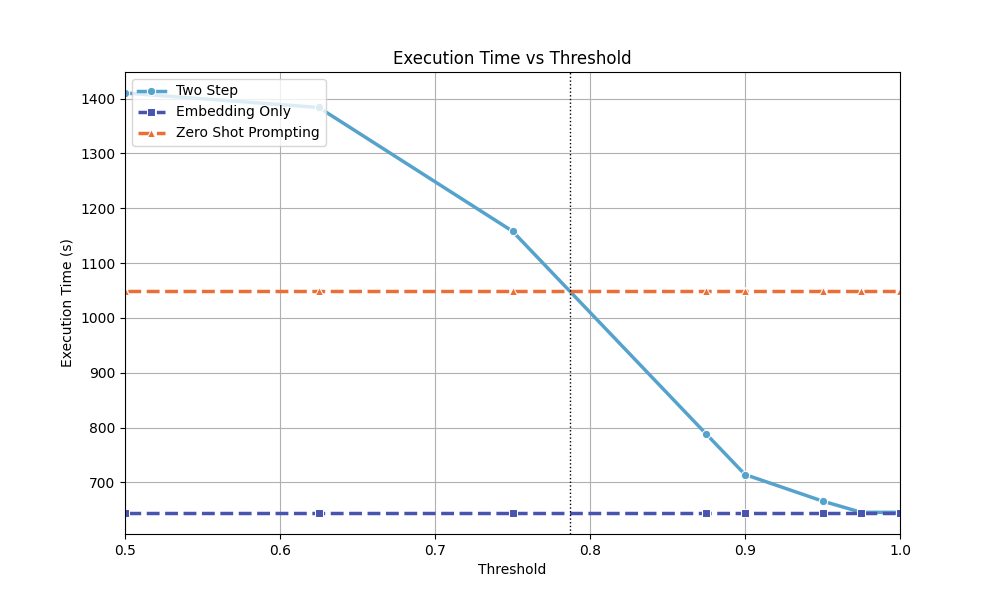 Execution Time vs Threshold
Two Step
Embedding Only
Zero Shot Prompting
Execution Time (s)
1400
1300
1200
1100
1000
900
800
700
0.5 0.6 0.7 0.8 0.9 1.0
Threshold